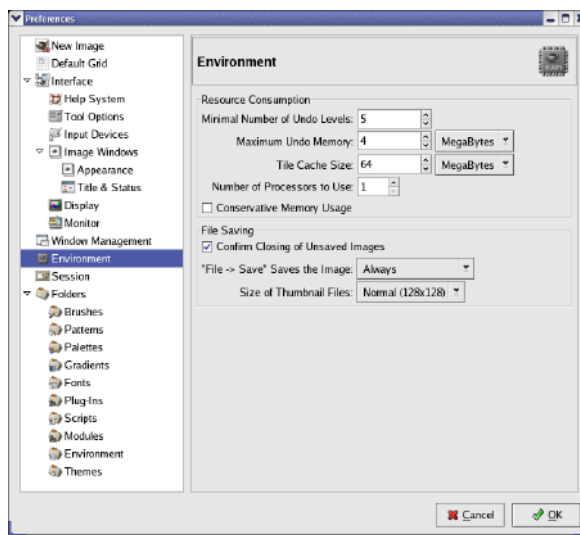 Preferences
New Image
Default Grid
Interface
Help System
Tool Options
Input Devices
Image Windows
Appearance
Title & Status
Display
Monitor
Window Management
Environment
Session
Folders
Brushes
Patterns
Palettes
Gradients
Fonts
Plug-Ins
Scripts
Modules
Environment
Themes
Environment
Resource Consumption
Minimal Number of Undo Levels: 5
Maximum Undo Memory: 4 MegaBytes
Tile Cache Size: 64 MegaBytes
Number of Processors to Use: 1
Conservative Memory Usage
File Saving
Confirm Closing of Unsaved Images
"File -> Save" Saves the Image: Always
Size of Thumbnail Files: Normal (128x128)
Cancel OK